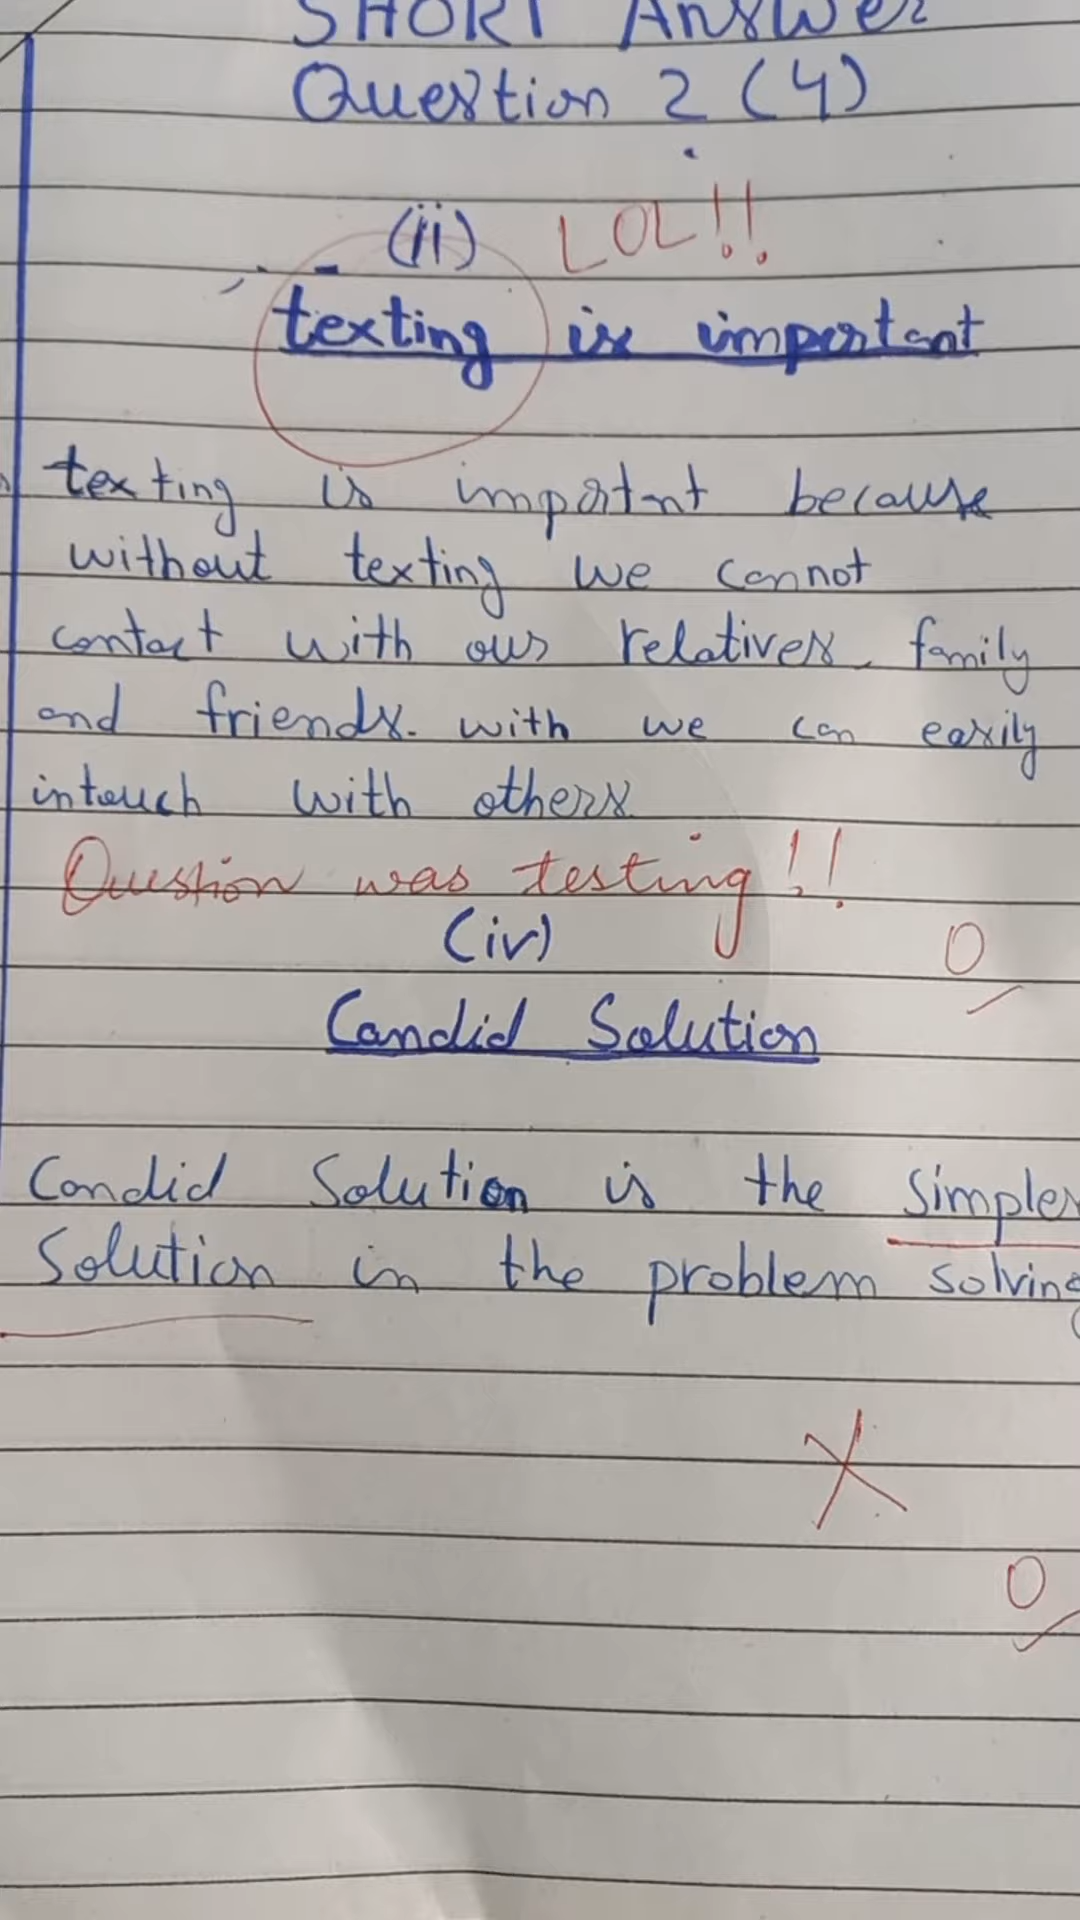 SHORT Answer
Question 2 (4)
(ii) LOL!!
texting is important
texting is important because
without texting we cannot
contact with our relatives family
and friends. with we can easily
intouch with others
Question was testing!!
(iv)
0
Candid Solution
Candid Solution is the Simples
Solution in the problem solving
X
0